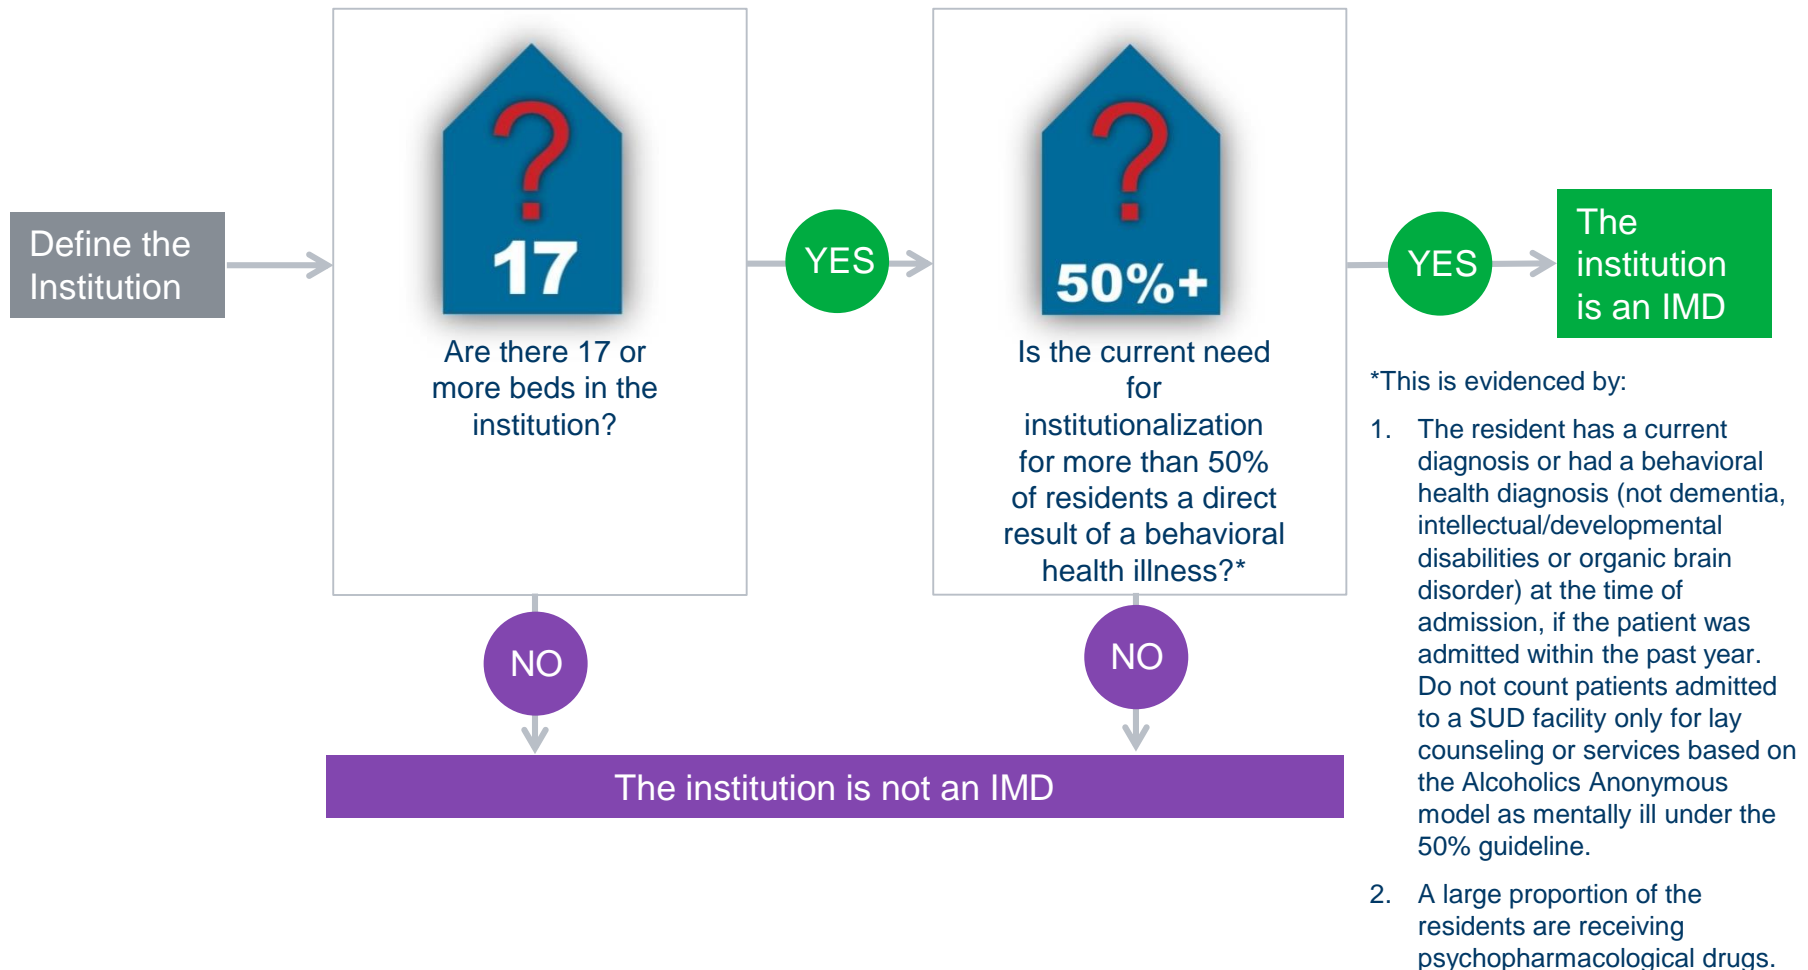 Define the
Institution
?
17
Are there 17 or
more beds in the
institution?
YES
?
50%+
Is the current need
for
institutionalization
for more than 50%
of residents a direct
result of a behavioral
health illness?*
YES
The
institution
is an IMD
NO
NO
The institution is not an IMD
*This is evidenced by:
1. The resident has a current
diagnosis or had a behavioral
health diagnosis (not dementia,
intellectual/developmental
disabilities or organic brain
disorder) at the time of
admission, if the patient was
admitted within the past year.
Do not count patients admitted
to a SUD facility only for lay
counseling or services based on
the Alcoholics Anonymous
model as mentally ill under the
50% guideline.
2. A large proportion of the
residents are receiving
psychopharmacological drugs.